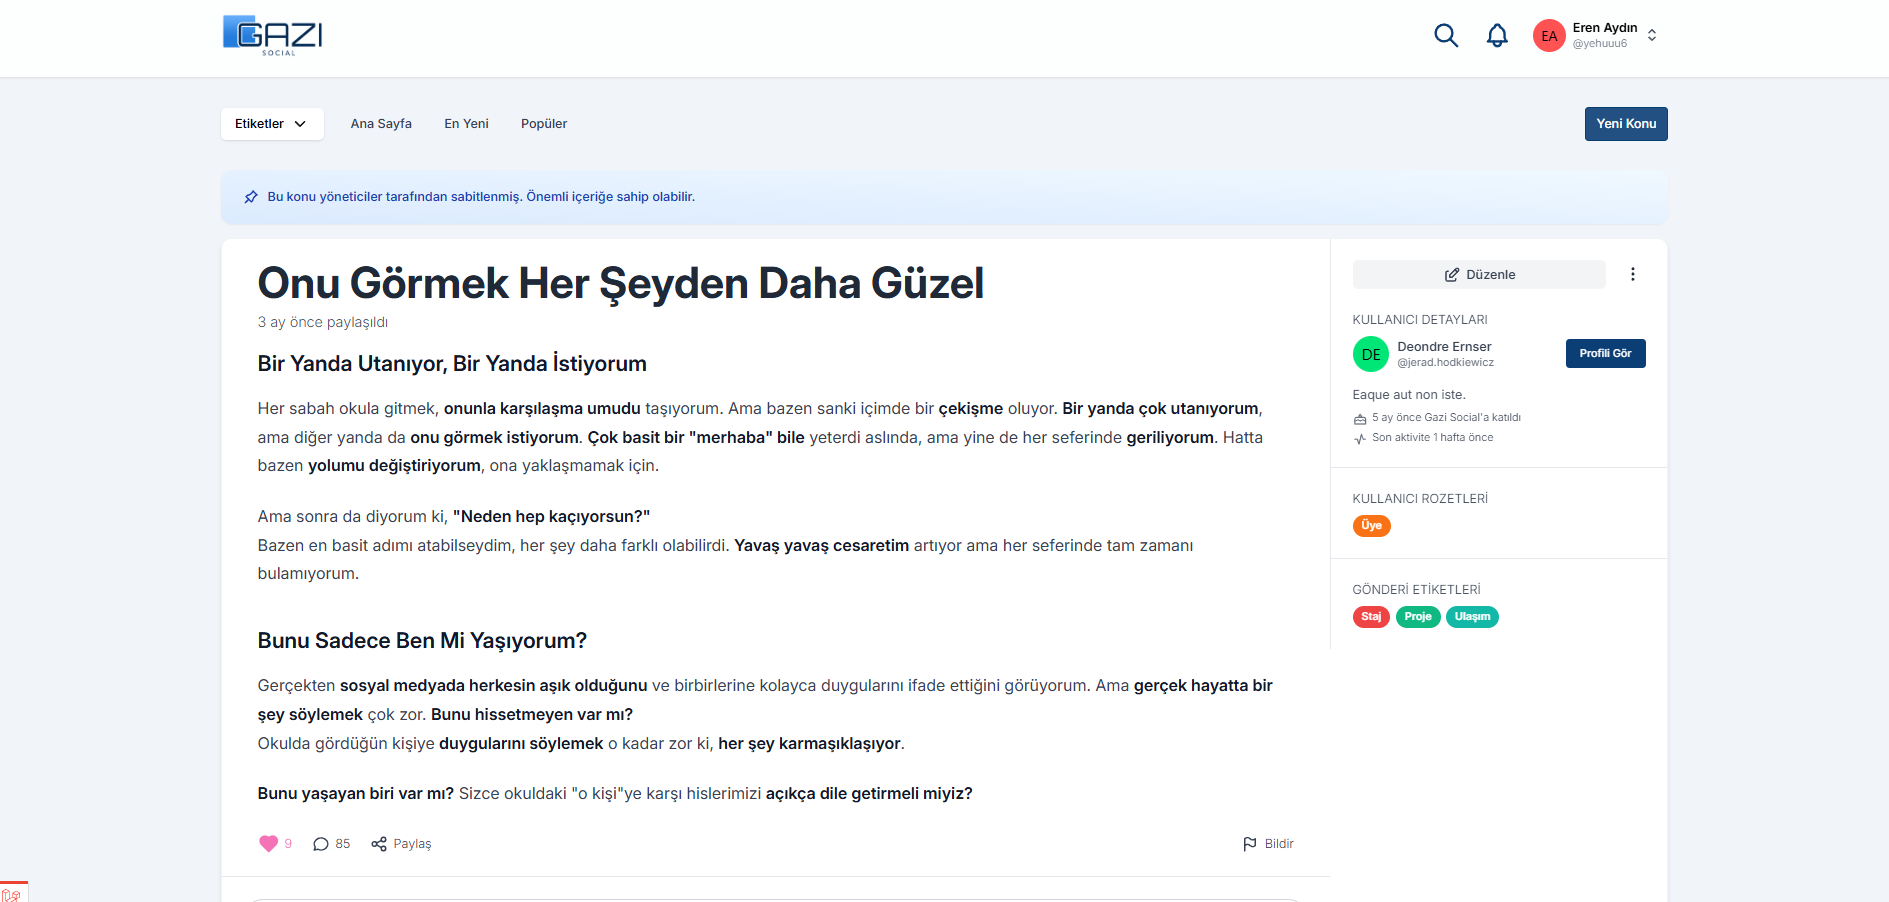 GAZI
SOCIAL
EA
Eren Aydın
@yehuuu6
Etiketler
Ana Sayfa
En Yeni
Popüler
Yeni Konu
Bu konu yöneticiler tarafından sabitlenmiş. Önemli içeriğe sahip olabilir.
Onu Görmek Her Şeyden Daha Güzel
3 ay önce paylaşıldı
Bir Yanda Utanıyor, Bir Yanda İstiyorum
Her sabah okula gitmek, onunla karşılaşma umudu taşıyorum. Ama bazen sanki içimde bir çekişme oluyor. Bir yanda çok utanıyorum,
ama diğer yanda da onu görmek istiyorum. Çok basit bir "merhaba" bile yeterdi aslında, ama yine de her seferinde geriliyorum. Hatta
bazen yolumu değiştiriyorum, ona yaklaşmamak için.
Ama sonra da diyorum ki, "Neden hep kaçıyorsun?"
Bazen en basit adımı atabilseydim, her şey daha farklı olabilirdi. Yavaş yavaş cesaretim artıyor ama her seferinde tam zamanı
bulamıyorum.
Bunu Sadece Ben Mi Yaşıyorum?
Gerçekten sosyal medyada herkesin aşık olduğunu ve birbirlerine kolayca duygularını ifade ettiğini görüyorum. Ama gerçek hayatta bir
şey söylemek çok zor. Bunu hissetmeyen var mı?
Okulda gördüğün kişiye duygularını söylemek o kadar zor ki, her şey karmaşıklaşıyor.
Bunu yaşayan biri var mı? Sizce okuldaki "o kişi"ye karşı hislerimizi açıkça dile getirmeli miyiz?
9
85
Paylaş
Bildir
Düzenle
KULLANICI DETAYLARI
DE
Deondre Ernser
@jerad.hodkiewicz
Profili Gör
Eaque aut non iste.
5 ay önce Gazi Social'a katıldı
Son aktivite 1 hafta önce
KULLANICI ROZETLERİ
Üye
GÖNDERİ ETİKETLERİ
Staj
Proje
Ulaşım